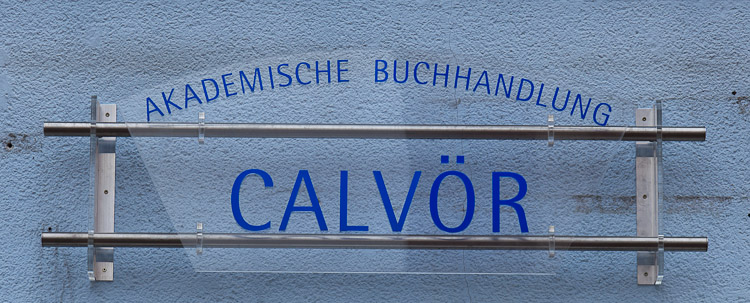 AKADEMISCHE BUCHHANDLUNG
CALVÖR